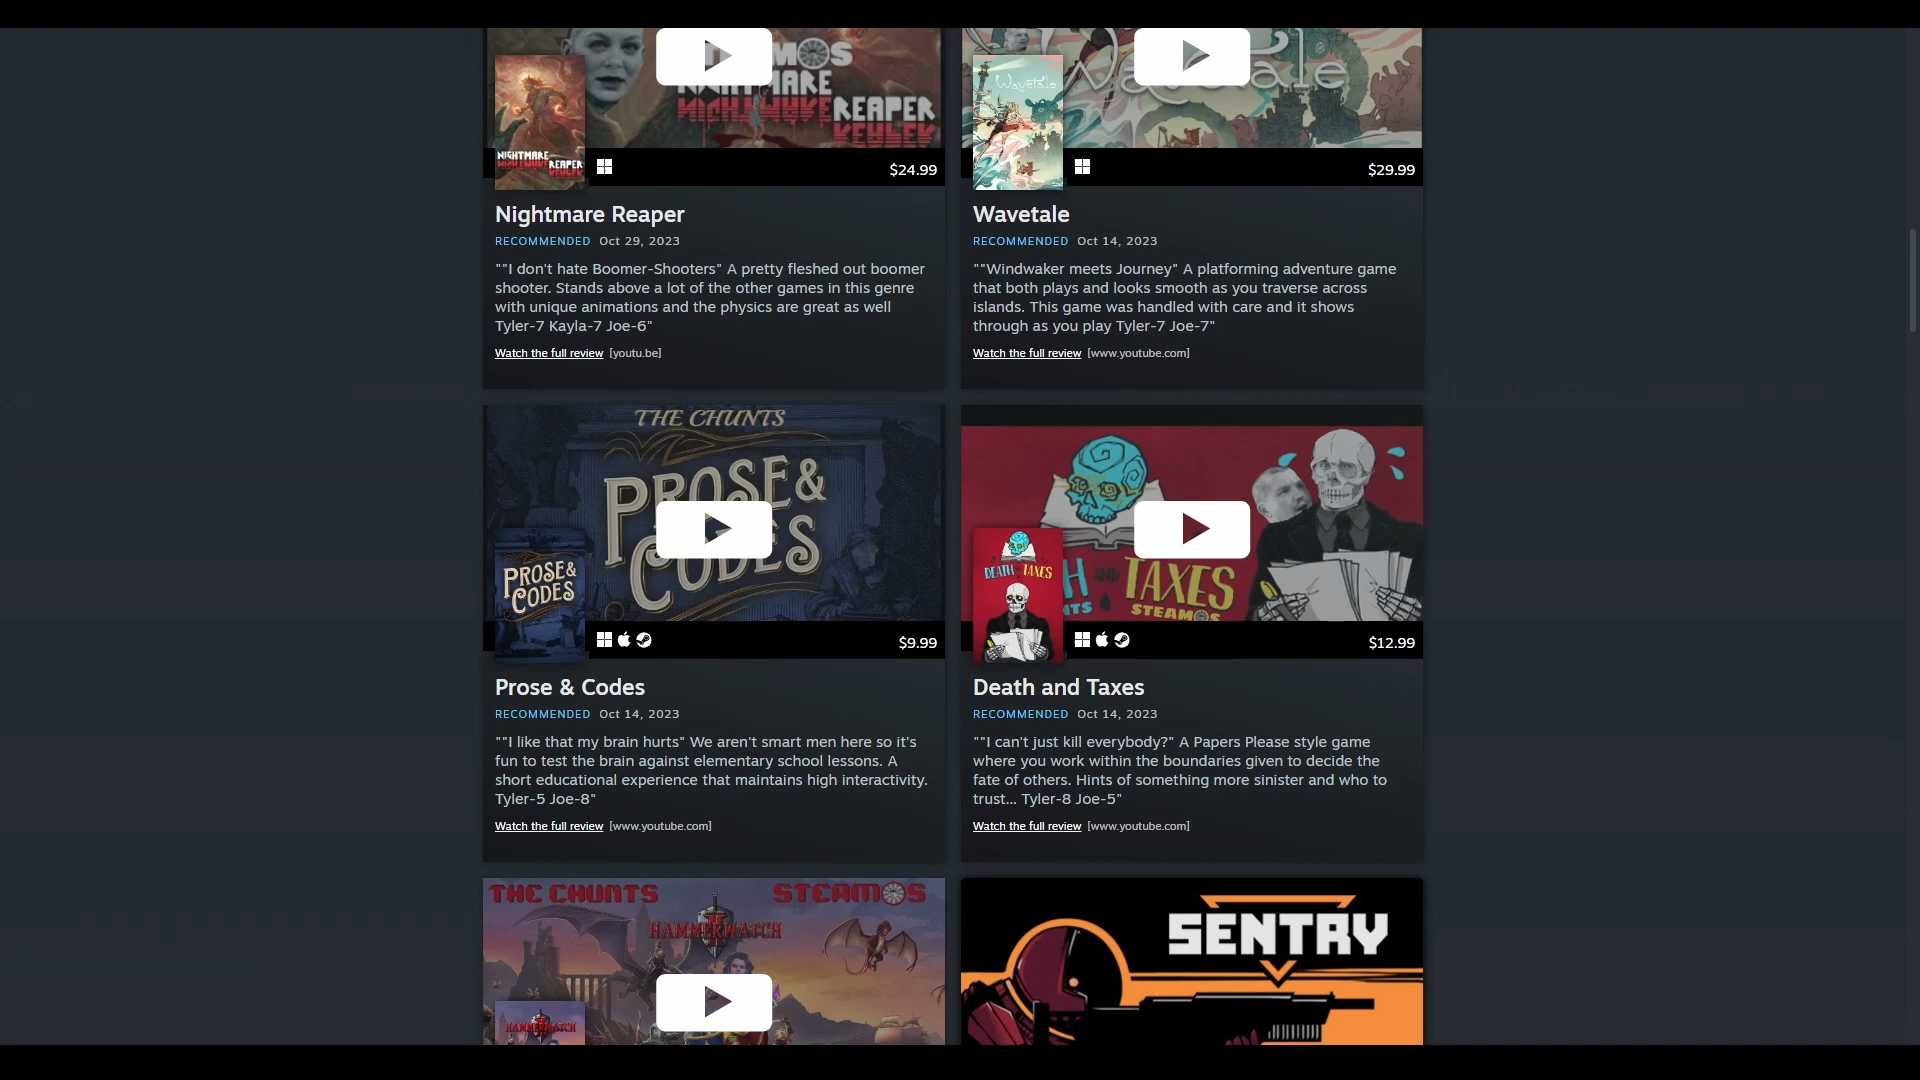 STEAMOS
NIGHTMARE
REAPER
NIGHTMARE
REAPER
$24.99
Nightmare Reaper
RECOMMENDED Oct 29, 2023
""I don't hate Boomer-Shooters" A pretty fleshed out boomer
shooter. Stands above a lot of the other games in this genre
with unique animations and the physics are great as well
Tyler-7 Kayla-7 Joe-6"
Watch the full review [youtu.be]
Wavetale
Wavetale
$29.99
Wavetale
RECOMMENDED Oct 14, 2023
""Windwaker meets Journey" A platforming adventure game
that both plays and looks smooth as you traverse across
islands. This game was handled with care and it shows
through as you play Tyler-7 Joe-7"
Watch the full review [www.youtube.com]
THE CHUNTS
PROSE &
CODES
PROSE &
CODES
$9.99
Prose & Codes
RECOMMENDED Oct 14, 2023
""I like that my brain hurts" We aren't smart men here so it's
fun to test the brain against elementary school lessons. A
short educational experience that maintains high interactivity.
Tyler-5 Joe-8"
Watch the full review [www.youtube.com]
AND TAXES
STEAMOS
DEATH AND TAXES
$12.99
Death and Taxes
RECOMMENDED Oct 14, 2023
""I can't just kill everybody?" A Papers Please style game
where you work within the boundaries given to decide the
fate of others. Hints of something more sinister and who to
trust... Tyler-8 Joe-5"
Watch the full review [www.youtube.com]
THE CHUNTS STEAMOS
HAMMERWATCH
II
HAMMERWATCH
SENTRY